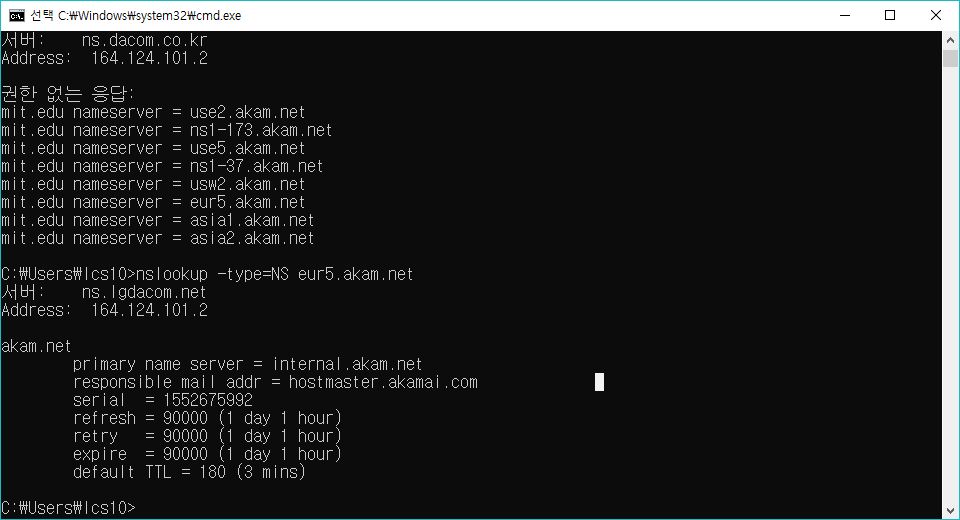 선택 C:₩Windows₩system32₩cmd.exe
서버:    ns.dacom.co.kr
Address:  164.124.101.2
권한 없는 응답:
mit.edu nameserver = use2.akam.net
mit.edu nameserver = ns1-173.akam.net
mit.edu nameserver = use5.akam.net
mit.edu nameserver = ns1-37.akam.net
mit.edu nameserver = usw2.akam.net
mit.edu nameserver = eur5.akam.net
mit.edu nameserver = asia1.akam.net
mit.edu nameserver = asia2.akam.net
C:₩Users₩lcs10>nslookup -type=NS eur5.akam.net
서버:    ns.lgdacom.net
Address:  164.124.101.2
akam.net
        primary name server = internal.akam.net
        responsible mail addr = hostmaster.akamai.com
        serial  = 1552675992
        refresh = 90000 (1 day 1 hour)
        retry   = 90000 (1 day 1 hour)
        expire  = 90000 (1 day 1 hour)
        default TTL = 180 (3 mins)
C:₩Users₩lcs10>